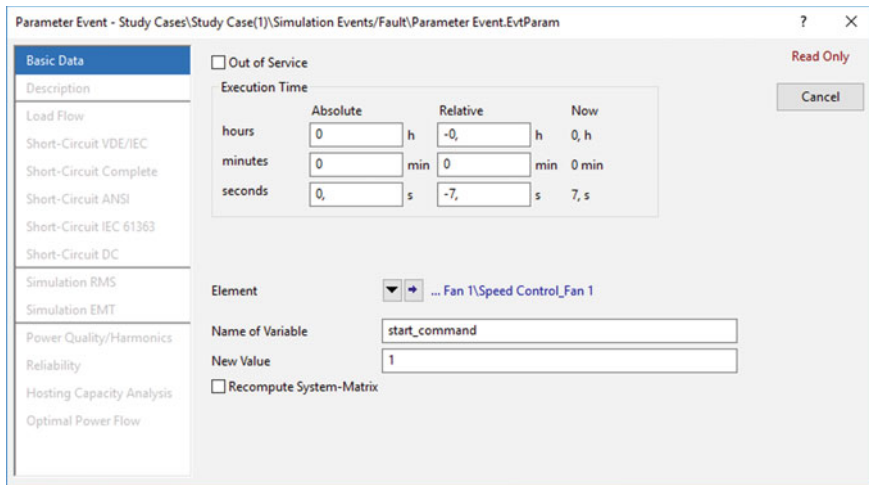 Parameter Event - Study Cases\Study Case(1)\Simulation Events/Fault\Parameter Event.EvtParam ? ×
Basic Data
Description
Load Flow
Short-Circuit VDE/IEC
Short-Circuit Complete
Short-Circuit ANSI
Short-Circuit IEC 61363
Short-Circuit DC
Simulation RMS
Simulation EMT
Power Quality/Harmonics
Reliability
Hosting Capacity Analysis
Optimal Power Flow
Out of Service
Execution Time
Absolute Relative Now
hours 0 h -0, h 0, h
minutes 0 min 0 min 0 min
seconds 0, s -7, s 7, s
Element ... Fan 1\Speed Control_Fan 1
Name of Variable start_command
New Value 1
Recompute System-Matrix
Read Only
Cancel